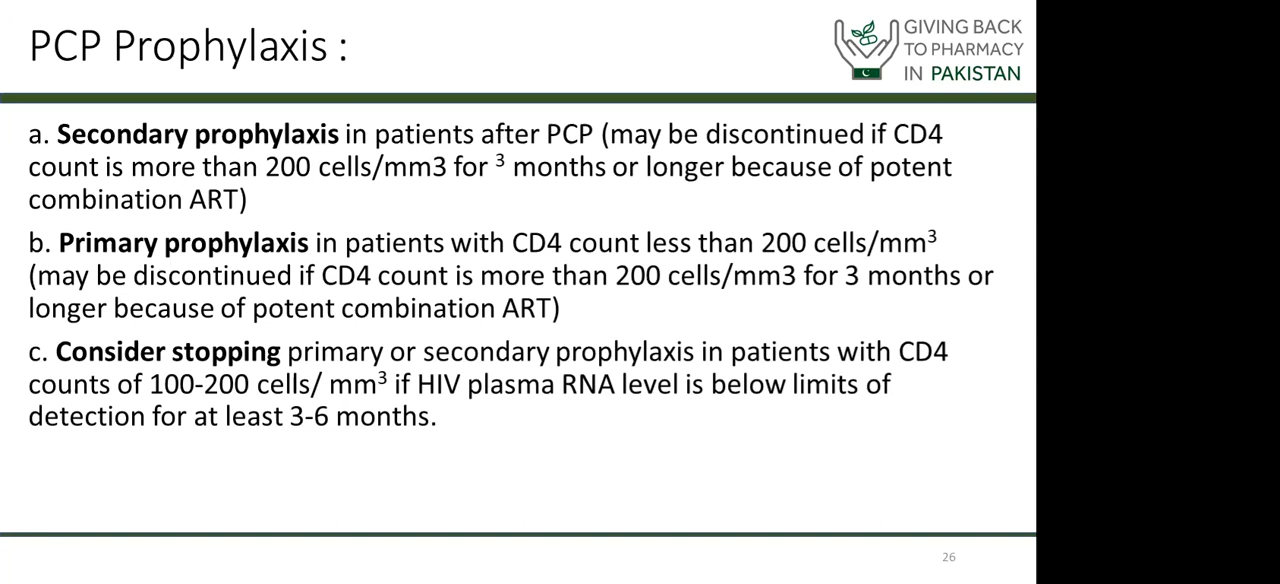 PCP Prophylaxis :
GIVING BACK
TO PHARMACY
IN PAKISTAN
a. Secondary prophylaxis in patients after PCP (may be discontinued if CD4
count is more than 200 cells/mm3 for ³ months or longer because of potent
combination ART)
b. Primary prophylaxis in patients with CD4 count less than 200 cells/mm³
(may be discontinued if CD4 count is more than 200 cells/mm3 for 3 months or
longer because of potent combination ART)
c. Consider stopping primary or secondary prophylaxis in patients with CD4
counts of 100-200 cells/ mm³ if HIV plasma RNA level is below limits of
detection for at least 3-6 months.
26